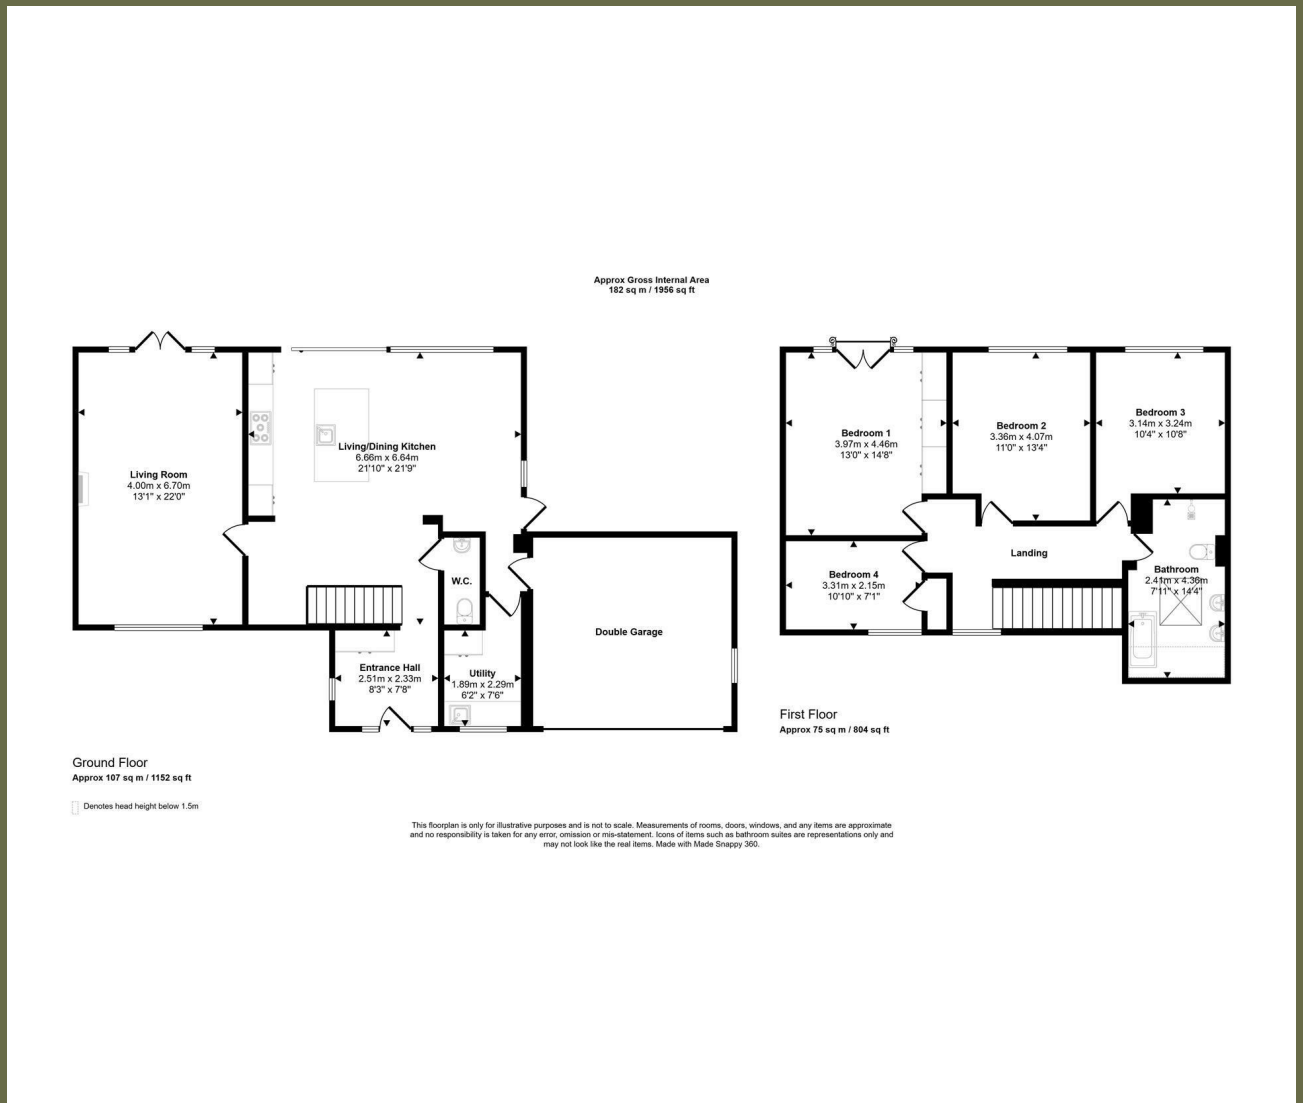 Approx Gross Internal Area
182 sq m / 1956 sq ft
Living Room
4.00m x 6.70m
13'1" x 22'0"
Living/Dining Kitchen
6.66m x 6.64m
21'10" x 21'9"
W.C.
Entrance Hall
2.51m x 2.33m
8'3" x 7'8"
Utility
1.89m x 2.29m
6'2" x 7'6"
Double Garage
Ground Floor
Approx 107 sq m / 1152 sq ft
Denotes head height below 1.5m
Bedroom 1
3.97m x 4.46m
13'0" x 14'8"
Bedroom 2
3.36m x 4.07m
11'0" x 13'4"
Bedroom 3
3.14m x 3.24m
10'4" x 10'8"
Bedroom 4
3.31m x 2.15m
10'10" x 7'1"
Landing
Bathroom
2.41m x 4.36m
7'11" x 14'4"
First Floor
Approx 75 sq m / 804 sq ft
This floorplan is only for illustrative purposes and is not to scale. Measurements of rooms, doors, windows, and any items are approximate
and no responsibility is taken for any error, omission or mis-statement. Icons of items such as bathroom suites are representations only and
may not look like the real items. Made with Made Snappy 360.